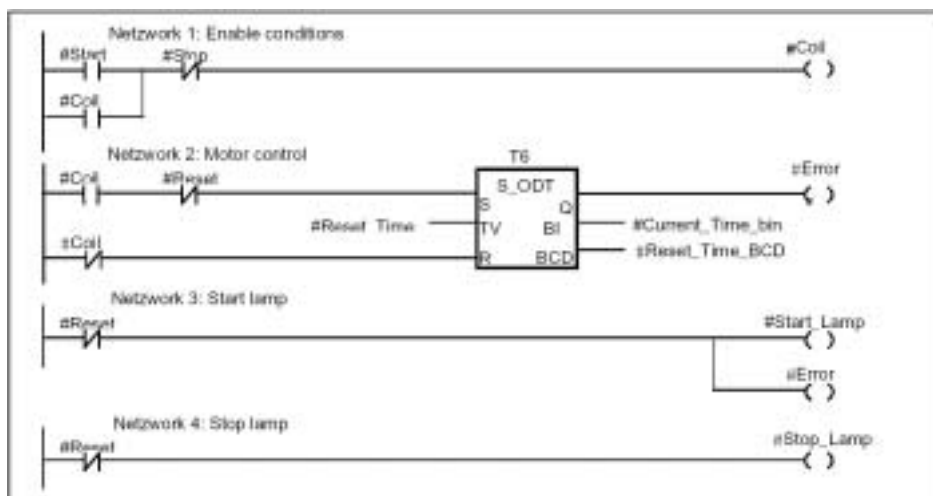 Netzwork 1: Enable conditions
#Start
#Stop
#Coil
#Coil
Netzwork 2: Motor control
T6
#Coil
#Reset
#Error
S_ODT
S
Q
#Reset_Time
TV
BI
#Current_Time_bin
#Coil
R
BCD
#Reset_Time_BCD
Netzwork 3: Start lamp
#Reset
#Start_Lamp
#Error
Netzwork 4: Stop lamp
#Reset
#Stop_Lamp